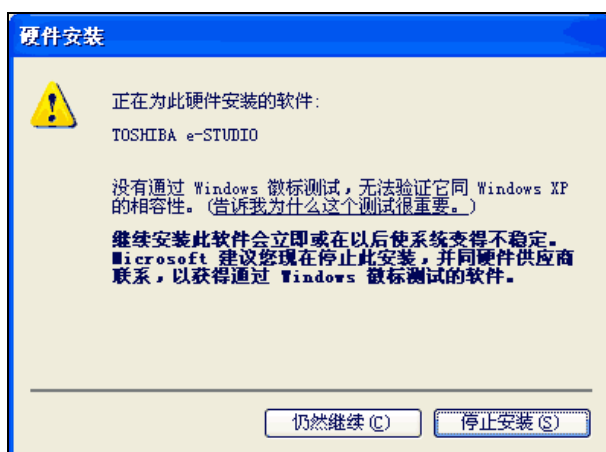 硬件安装
正在为此硬件安装的软件:
TOSHIBA e-STUDIO
没有通过 Windows 徽标测试，无法验证它同 Windows XP
的相容性。(告诉我为什么这个测试很重要。)
继续安装此软件会立即或在以后使系统变得不稳定。
Microsoft 建议您现在停止此安装，并同硬件供应商
联系，以获得通过 Windows 徽标测试的软件。
仍然继续(C) 停止安装(S)